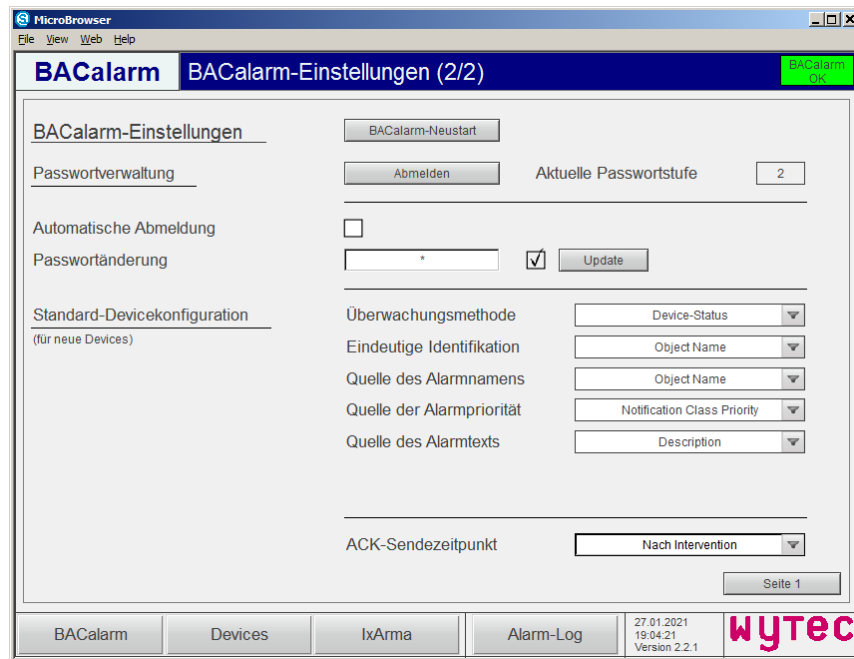 MicroBrowser
File View Web Help
BACalarm BACalarm-Einstellungen (2/2) BACalarm
OK
BACalarm-Einstellungen BACalarm-Neustart
Passwortverwaltung Abmelden Aktuelle Passwortstufe 2
Automatische Abmeldung
Passwortänderung * Update
Standard-Devicekonfiguration Überwachungsmethode Device-Status
(für neue Devices)
Eindeutige Identifikation Object Name
Quelle des Alarmnamens Object Name
Quelle der Alarmpriorität Notification Class Priority
Quelle des Alarmtexts Description
ACK-Sendezeitpunkt Nach Intervention
Seite 1
BACalarm Devices IxArma Alarm-Log
27.01.2021
19:04:21
Version 2.2.1
wytec